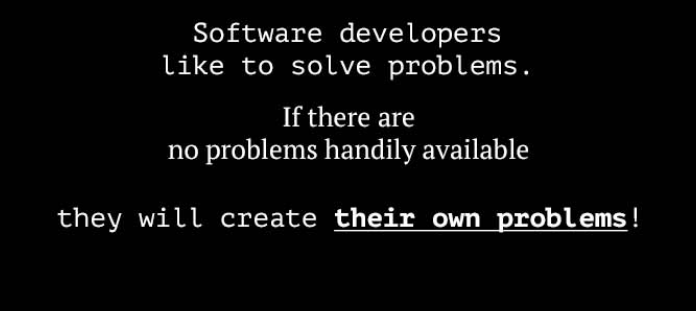 Software developers
like to solve problems.
If there are
no problems handily available
they will create their own problems!